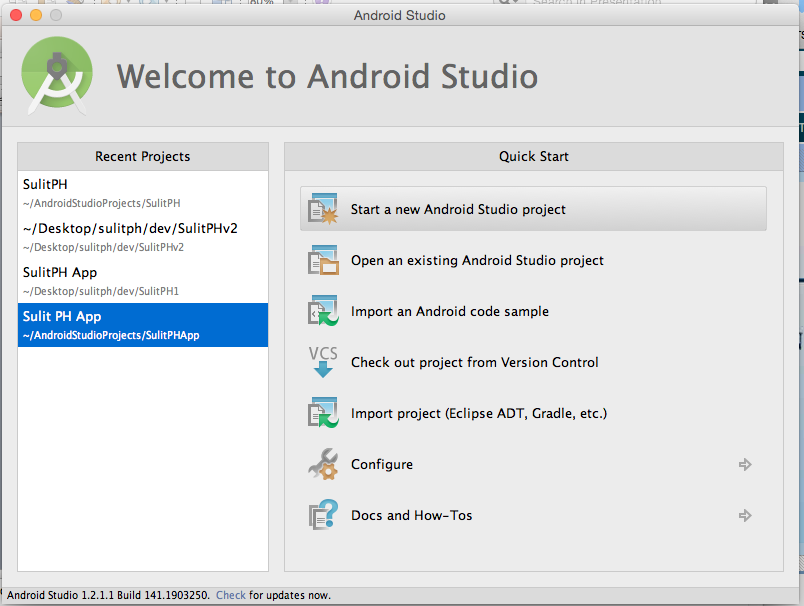 Android Studio
Welcome to Android Studio
Recent Projects
SulitPH
~/AndroidStudioProjects/SulitPH
~/Desktop/sulitph/dev/SulitPHv2
~/Desktop/sulitph/dev/SulitPHv2
SulitPH App
~/Desktop/sulitph/dev/SulitPH1
Sulit PH App
~/AndroidStudioProjects/SulitPHApp
Quick Start
Start a new Android Studio project
Open an existing Android Studio project
Import an Android code sample
VCS
Check out project from Version Control
Import project (Eclipse ADT, Gradle, etc.)
Configure
Docs and How-Tos
Android Studio 1.2.1.1 Build 141.1903250. Check for updates now.